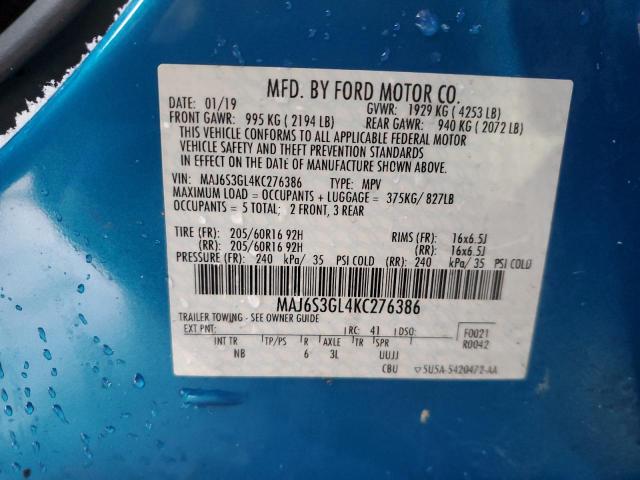 MFD. BY FORD MOTOR CO.
DATE: 01/19 GVWR: 1929 KG ( 4253 LB)
FRONT GAWR: 995 KG ( 2194 LB) REAR GAWR: 940 KG ( 2072 LB)
THIS VEHICLE CONFORMS TO ALL APPLICABLE FEDERAL MOTOR
VEHICLE SAFETY AND THEFT PREVENTION STANDARDS
IN EFFECT ON THE DATE OF MANUFACTURE SHOWN ABOVE.
VIN: MAJ6S3GL4KC276386 TYPE: MPV
MAXIMUM LOAD = OCCUPANTS + LUGGAGE = 375KG/ 827LB
OCCUPANTS = 5 TOTAL; 2 FRONT, 3 REAR
TIRE (FR): 205/60R16 92H RIMS (FR): 16x6.5J
(RR): 205/60R16 92H (RR): 16x6.5J
PRESSURE (FR): 240 kPa/ 35 PSI COLD (RR): 240 kPa/ 35 PSI COLD
MAJ6S3GL4KC276386
TRAILER TOWING - SEE OWNER GUIDE
EXT PNT: RC: 41 DSO: F0021
R0042
INT TR TP/PS R AXLE TR SPR
NB 6 3L UUJJ
CBU 5U5A-5420472-AA